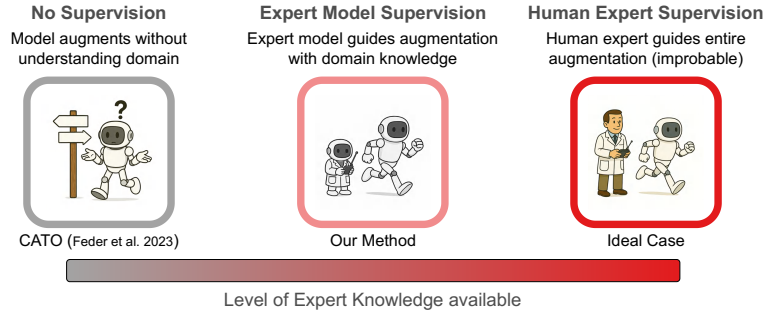 No Supervision
Model augments without
understanding domain
?
CATO (Feder et al. 2023)
Expert Model Supervision
Expert model guides augmentation
with domain knowledge
Our Method
Human Expert Supervision
Human expert guides entire
augmentation (improbable)
Ideal Case
Level of Expert Knowledge available